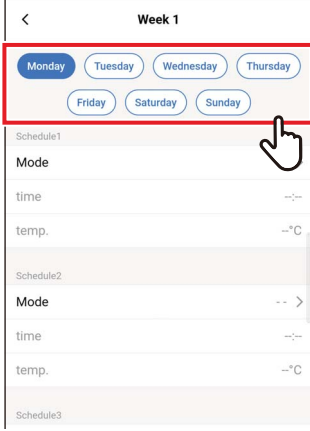 Week 1
Monday Tuesday Wednesday Thursday
Friday Saturday Sunday
Schedule1
Mode
time --:--
temp. --°C
Schedule2
Mode - -
time --:--
temp. --°C
Schedule3